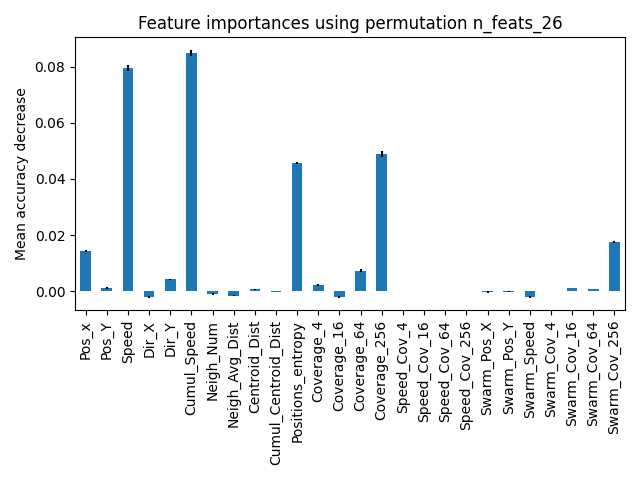 Feature importances using permutation n_feats_26
Mean accuracy decrease
0.08
0.06
0.04
0.02
0.00
Pos_X
Pos_Y
Speed
Dir_X
Dir_Y
Cumul_Speed
Neigh_Num
Neigh_Avg_Dist
Centroid_Dist
Cumul_Centroid_Dist
Positions_entropy
Coverage_4
Coverage_16
Coverage_64
Coverage_256
Speed_Cov_4
Speed_Cov_16
Speed_Cov_64
Speed_Cov_256
Swarm_Pos_X
Swarm_Pos_Y
Swarm_Speed
Swarm_Cov_4
Swarm_Cov_16
Swarm_Cov_64
Swarm_Cov_256